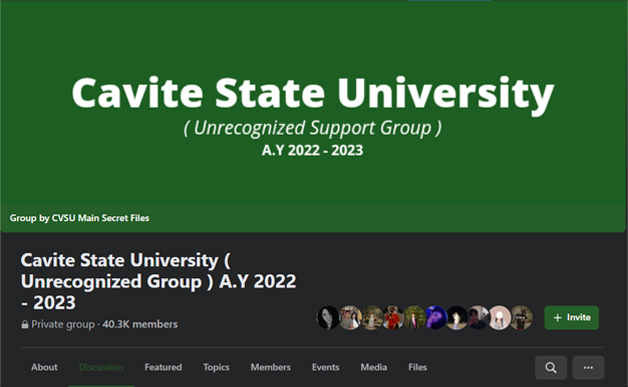 Cavite State University
( Unrecognized Support Group )
A.Y 2022 - 2023
Group by CVSU Main Secret Files
Cavite State University (
Unrecognized Group ) A.Y 2022
- 2023
Private group · 40.3K members
+ Invite
About Discussion Featured Topics Members Events Media Files